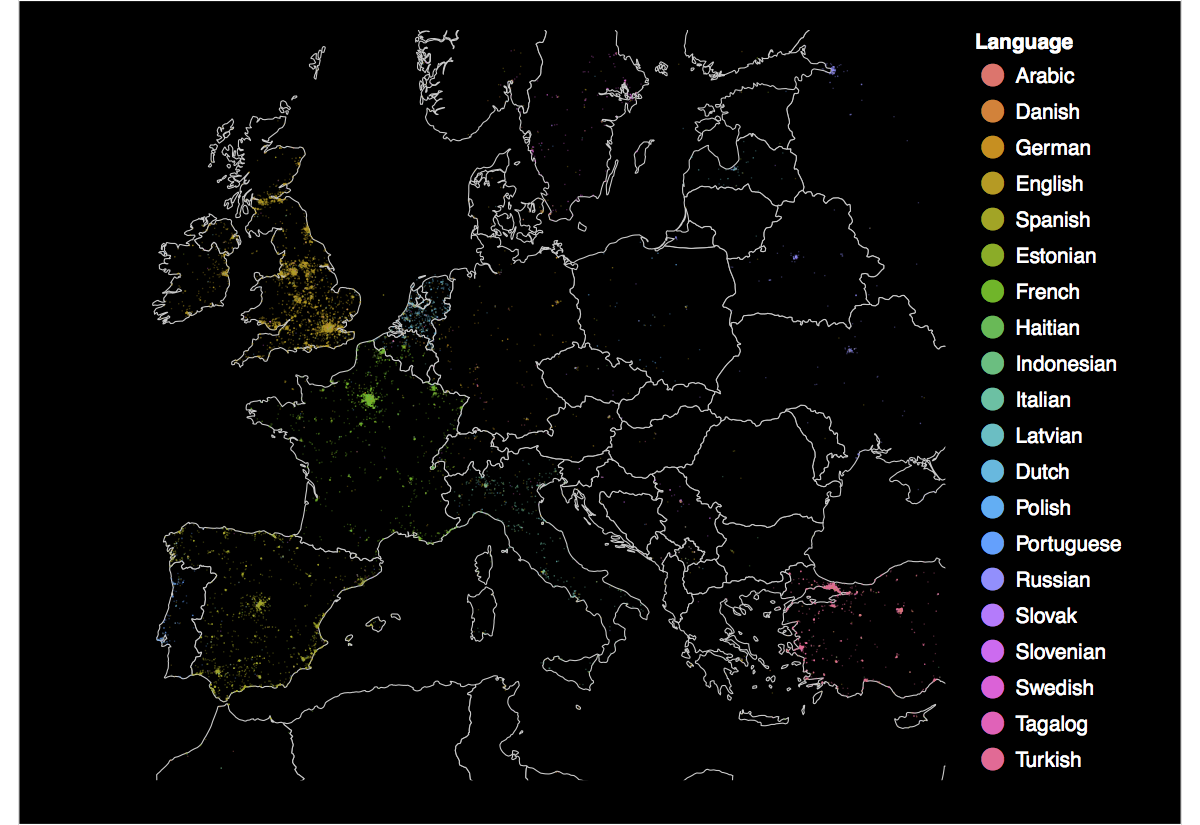 Language
Arabic
Danish
German
English
Spanish
Estonian
French
Haitian
Indonesian
Italian
Latvian
Dutch
Polish
Portuguese
Russian
Slovak
Slovenian
Swedish
Tagalog
Turkish